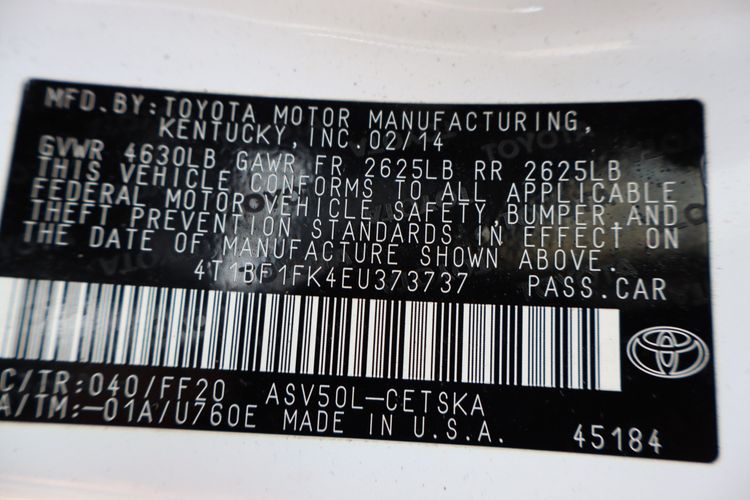 MFD. BY: TOYOTA MOTOR MANUFACTURING,
KENTUCKY, INC. 02/14
GVWR 4630LB GAWR FR 2625LB RR 2625LB
THIS VEHICLE CONFORMS TO ALL APPLICABLE
FEDERAL MOTOR VEHICLE SAFETY, BUMPER, AND
THEFT PREVENTION STANDARDS IN EFFECT ON
THE DATE OF MANUFACTURE SHOWN ABOVE.
4T1BF1FK4EU373737 PASS.CAR
C/TR:040/FF20 ASV50L-CETSKA
A/TM:-01A/U760E MADE IN U.S.A. 45184